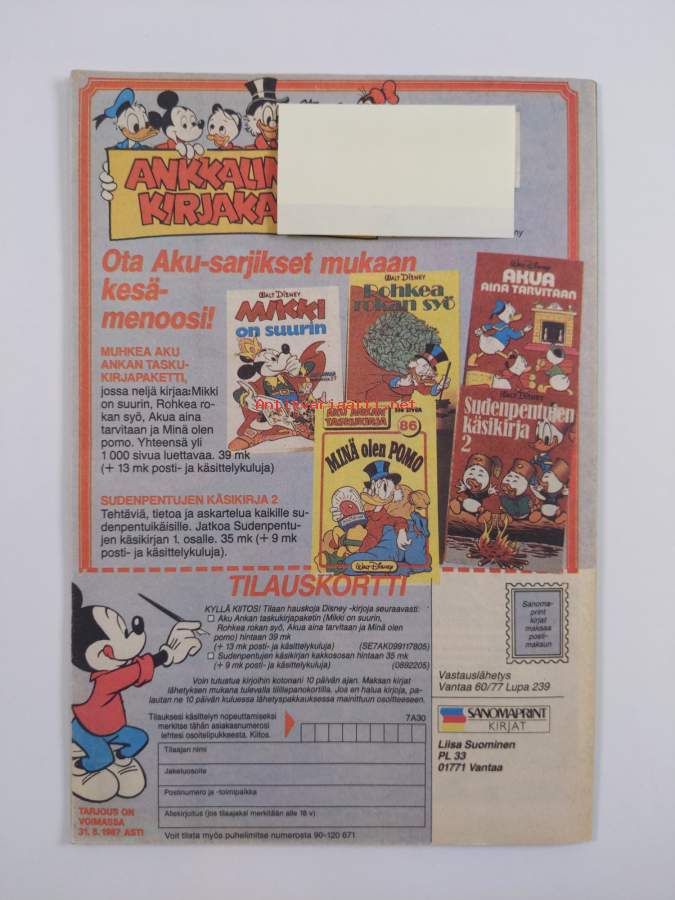 ANKKALIN
KIRJAKA
Ota Aku-sarjikset mukaan
kesä-
menoosi!
MUHKEA AKU
ANKAN TASKU-
KIRJAPAKETTI,
jossa neljä kirjaa: Mikki
on suurin, Rohkea ro-
kan syö, Akua aina
tarvitaan ja Minä olen
pomo. Yhteensä yli
1 000 sivua luettavaa. 39 mk
(+ 13 mk posti- ja käsittelykuluja)
SUDENPENTUJEN KÄSIKIRJA 2
Tehtäviä, tietoa ja askartelua kaikille su-
denpentuikäisille. Jatkoa Sudenpentu-
jen käsikirjan 1. osalle. 35 mk (+ 9 mk
posti- ja käsittelykuluja).
WALT DISNEY
MIKKI
on suurin
WALT DISNEY
Rohkea
rokan syö
WALT DISNEY
AKUA
AINA TARVITAAN
AKU ANKAN
TASKUKIRJA
86
MINÄ olen POMO
WALT DISNEY
WALT DISNEY
Sudenpentujen
käsikirja
2
antikvariaatti.net
TILAUSKORTTI
KYLLÄ KIITOS! Tilaan hauskoja Disney -kirjoja seuraavasti:
□ Aku Ankan taskukirjapaketin (Mikki on suurin,
Rohkea rokan syö, Akua aina tarvitaan ja Minä olen
pomo) hintaan 39 mk
(+ 13 mk posti- ja käsittelykuluja) (SE7AK099117805)
□ Sudenpentujen käsikirjan kakkososan hintaan 35 mk
(+ 9 mk posti- ja käsittelykuluja) (0892205)
Voin tutustua kirjoihin kotonani 10 päivän ajan. Maksan kirjat
lähetyksen mukana tulevalla tilillepanokortilla. Jos en halua kirjoja, pa-
lautan ne 10 päivän kuluessa lähetyspakkauksessa mainittuun osoitteeseen.
Tilauksesi käsittelyn nopeuttamiseksi
merkitse tähän asiakasnumerosi
lehtesi osoitelipukkeesta. Kiitos.
7A30
Tilaajan nimi
Jakeluosoite
Postinumero ja -toimipaikka
Allekirjoitus (jos tilaajaksi merkitään alle 18 v)
Voit tilata myös puhelimitse numerosta 90-120 671
TARJOUS ON
VOIMASSA
31. 8. 1987 ASTI
Sanoma-
print
kirjat
maksaa
posti-
maksun
Vastauslähetys
Vantaa 60/77 Lupa 239
SANOMAPRINT
KIRJAT
Liisa Suominen
PL 33
01771 Vantaa